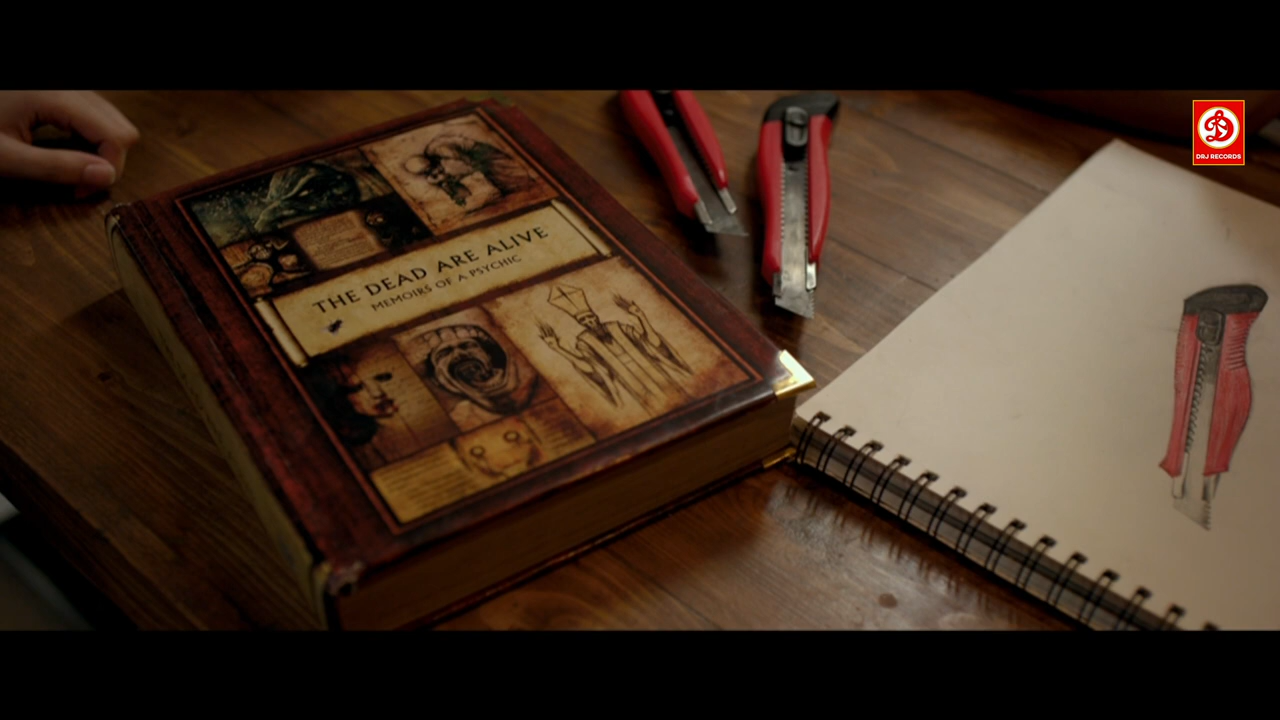 DRJ RECORDS
THE DEAD ARE ALIVE
MEMOIRS OF A PSYCHIC